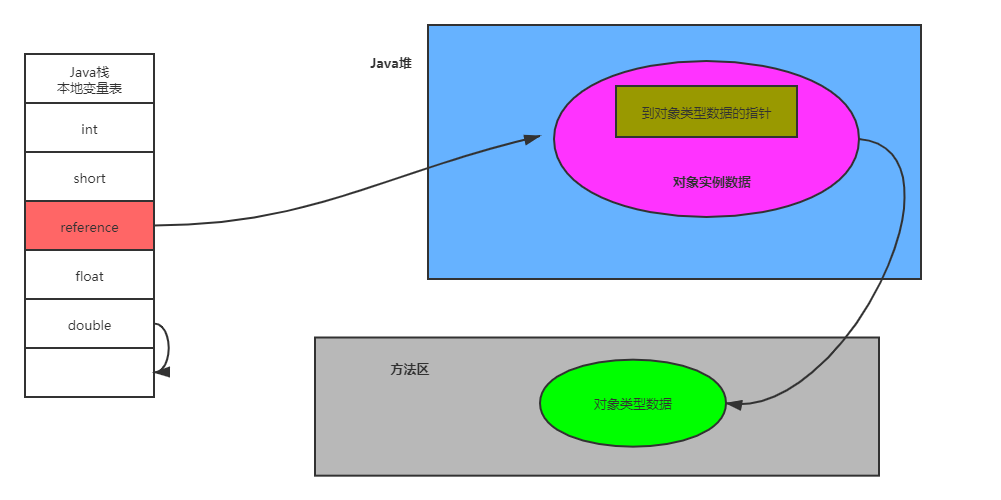 Java栈
本地变量表
int
short
reference
float
double
Java堆
到对象类型数据的指针
对象实例数据
方法区
对象类型数据